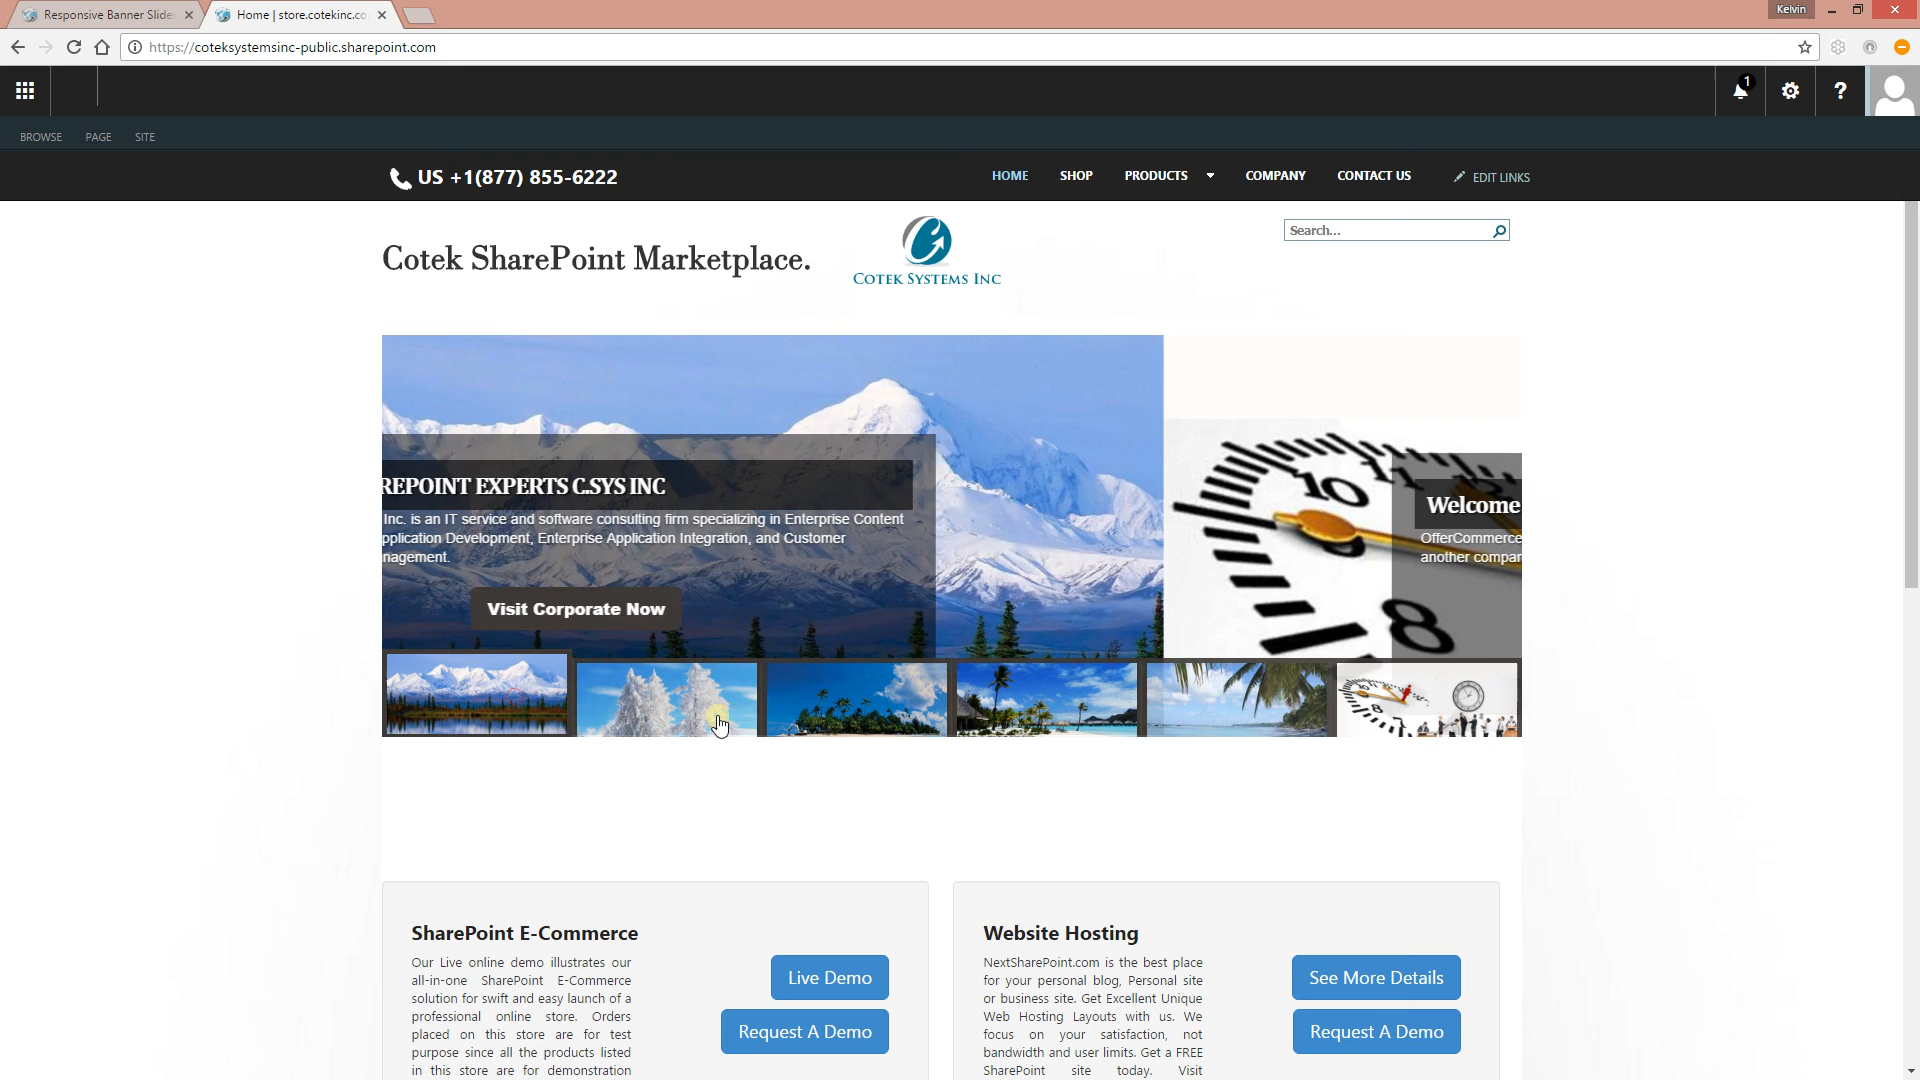 Responsive Banner Slide
Home | store.cotekinc.co
Kelvin
https://coteksystemsinc-public.sharepoint.com
1
BROWSE PAGE SITE
US +1(877) 855-6222
HOME SHOP PRODUCTS COMPANY CONTACT US EDIT LINKS
Cotek SharePoint Marketplace.
COTEK SYSTEMS INC
Search...
REPOINT EXPERTS C.SYS INC
Inc. is an IT service and software consulting firm specializing in Enterprise Content
pplication Development, Enterprise Application Integration, and Customer
nagement.
Visit Corporate Now
10
11
8
Welcome
OfferCommerce
another compan
SharePoint E-Commerce
Our Live online demo illustrates our
all-in-one SharePoint E-Commerce
solution for swift and easy launch of a
professional online store. Orders
placed on this store are for test
purpose since all the products listed
in this store are for demonstration
Live Demo
Request A Demo
Website Hosting
NextSharePoint.com is the best place
for your personal blog, Personal site
or business site. Get Excellent Unique
Web Hosting Layouts with us. We
focus on your satisfaction, not
bandwidth and user limits. Get a FREE
SharePoint site today. Visit
See More Details
Request A Demo